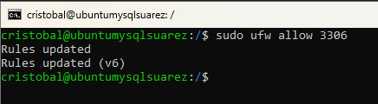 cristobal@ubuntumysqlsuarez: /
cristobal@ubuntumysqlsuarez:/$ sudo ufw allow 3306
Rules updated
Rules updated (v6)
cristobal@ubuntumysqlsuarez:/$